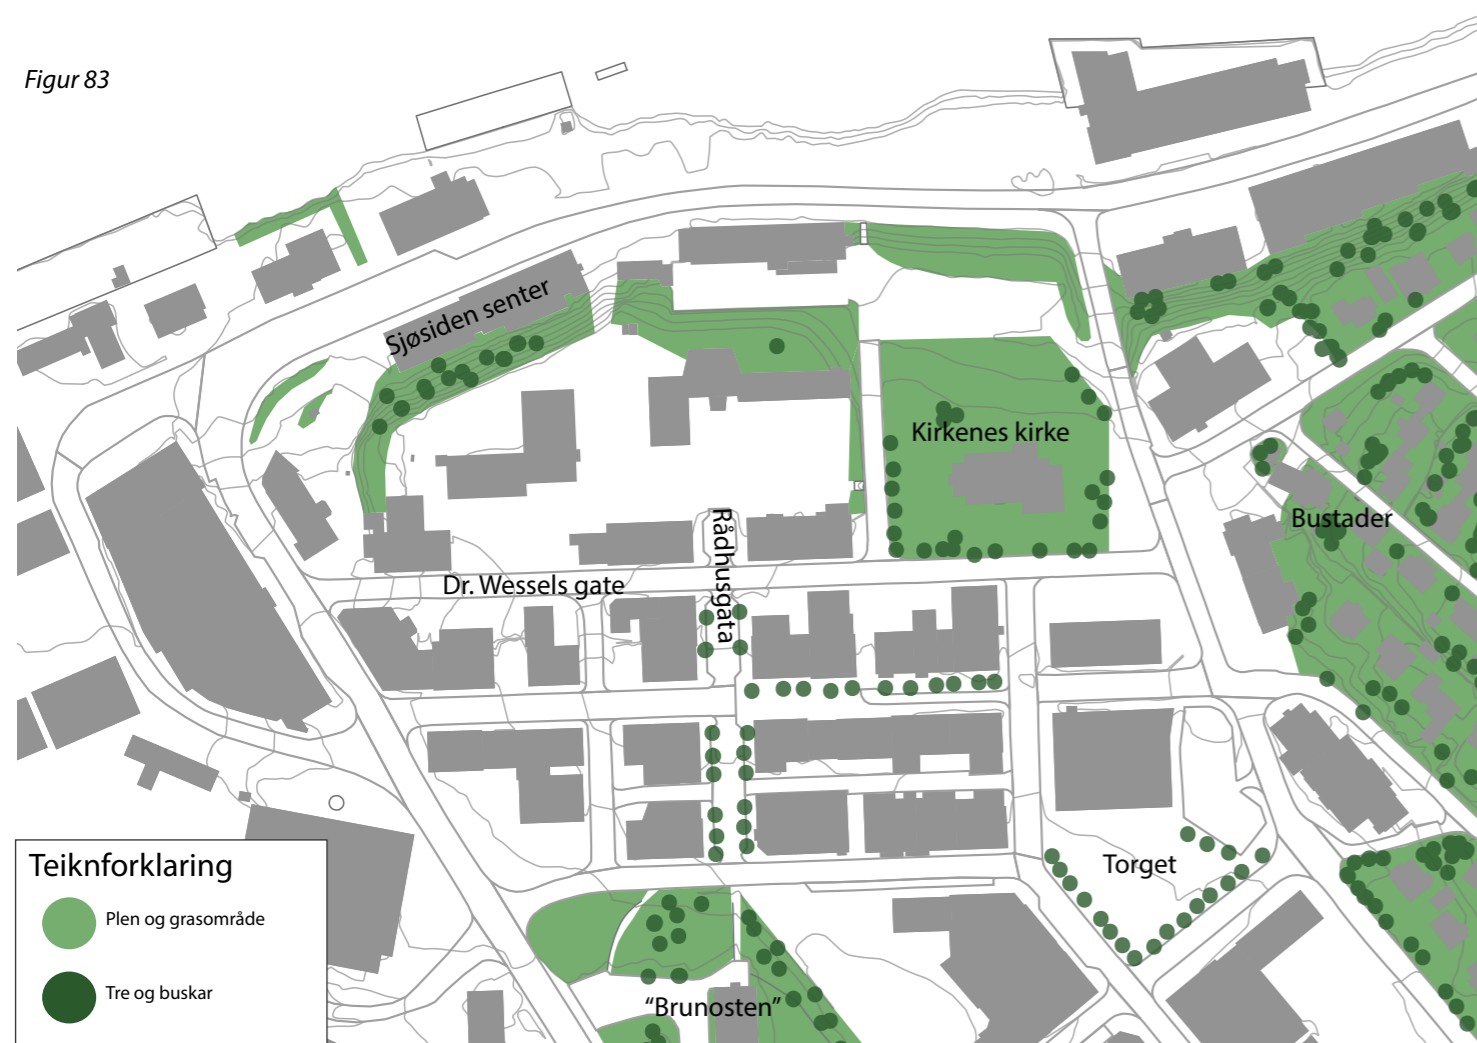 Figur 83
Sjøsiden senter
Kirkenes kirke
Bustader
Rådhusgata
Dr. Wessels gate
Torget
"Brunosten"
Teiknforklaring
Plen og grasområde
Tre og buskar